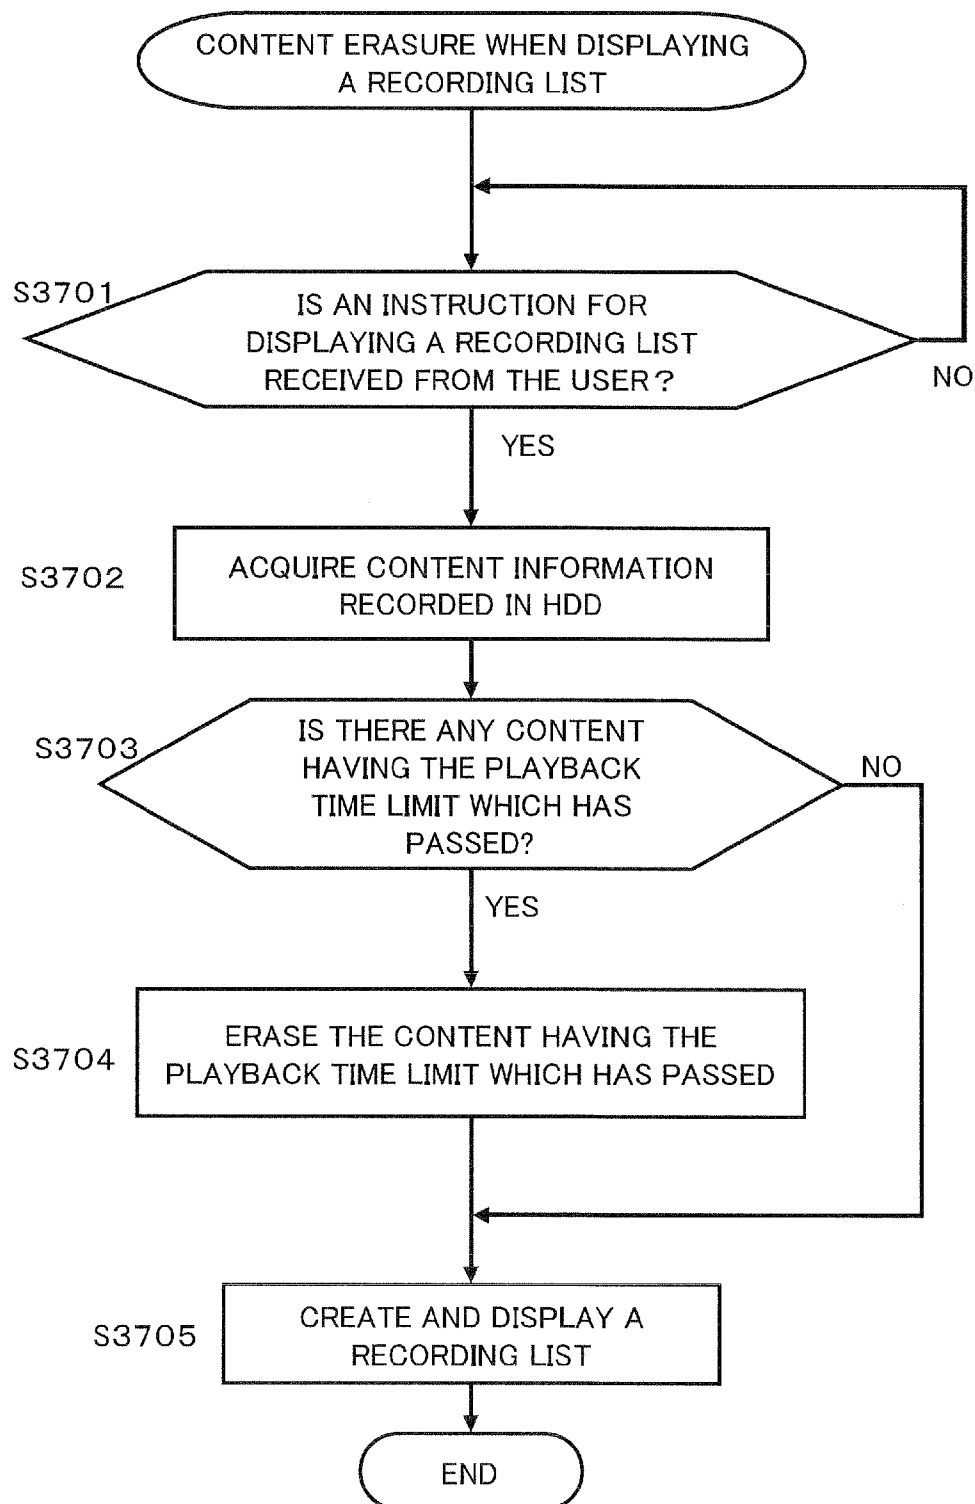 CONTENT ERASURE WHEN DISPLAYING
A RECORDING LIST
S3701
IS AN INSTRUCTION FOR
DISPLAYING A RECORDING LIST
RECEIVED FROM THE USER?
NO
YES
S3702
ACQUIRE CONTENT INFORMATION
RECORDED IN HDD
S3703
IS THERE ANY CONTENT
HAVING THE PLAYBACK
TIME LIMIT WHICH HAS
PASSED?
NO
YES
S3704
ERASE THE CONTENT HAVING THE
PLAYBACK TIME LIMIT WHICH HAS PASSED
S3705
CREATE AND DISPLAY A
RECORDING LIST
END